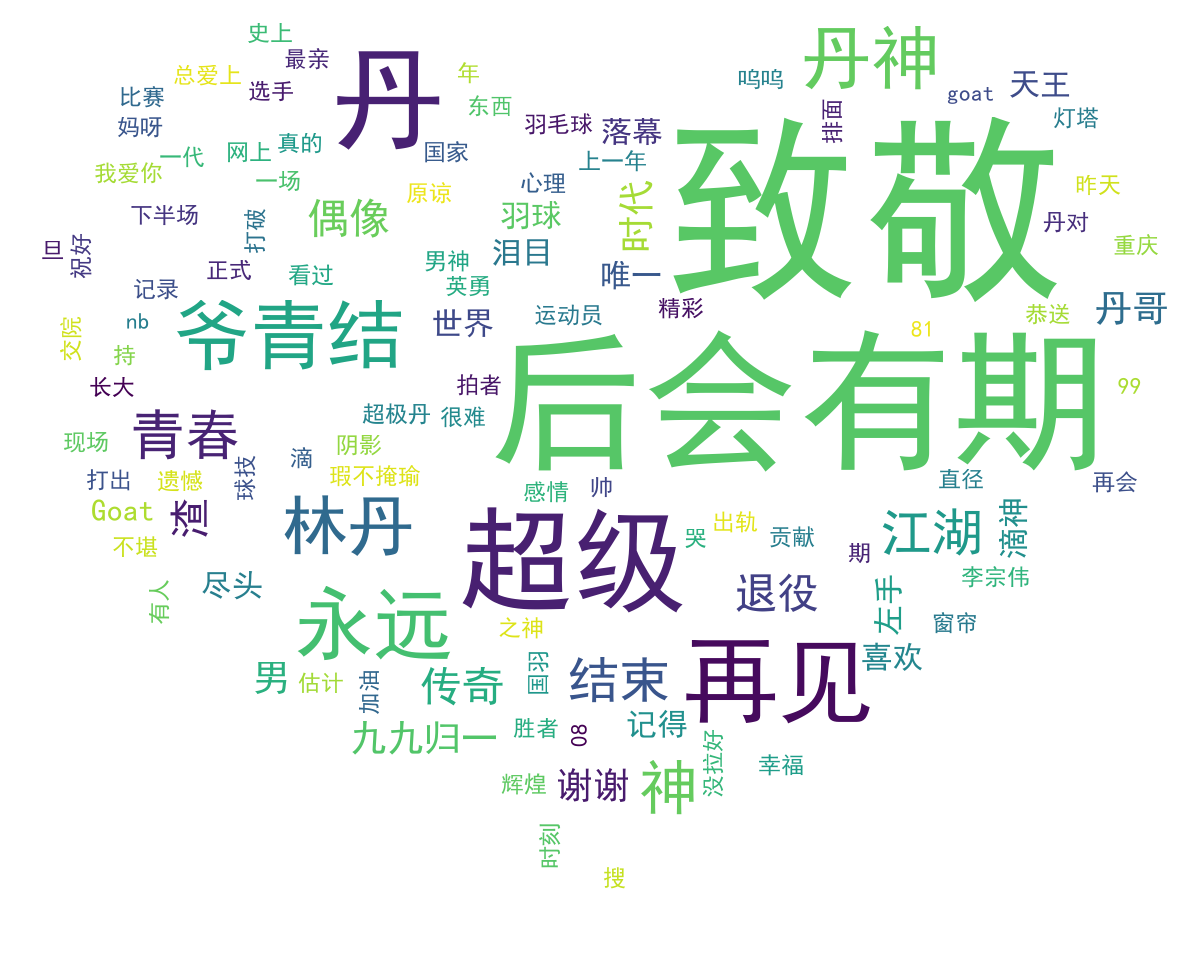 史上
丹
丹神
最亲
年
总爱上
选手
呜呜
天王
比赛
goat
东西
排面
灯塔
妈呀
羽毛球
落幕
致敬
网上
真的
国家
一代
上一年
我爱你
一场
原谅
心理
昨天
下半场
偶像
羽球
时代
打破
丹对
旦
祝好
泪目
重庆
正式
看过
男神
唯一
记录
英勇
精彩
丹哥
nb
爷青结
世界
运动员
恭送
81
交院
持
后会有期
长大
拍者
99
青春
超极丹
很难
现场
阴影
滴
打出
遗憾
球技
瑕不掩瑜
感情
帅
直径
再会
Goat
渣
林丹
超级
出轨
江湖
滴神
不堪
哭
贡献
期
有人
尽头
退役
左手
李宗伟
永远
之神
窗帘
男
估计
加油
传奇
国羽
结束
再见
喜欢
九九归一
胜者
08
记得
没拉好
辉煌
谢谢
神
幸福
时刻
搜